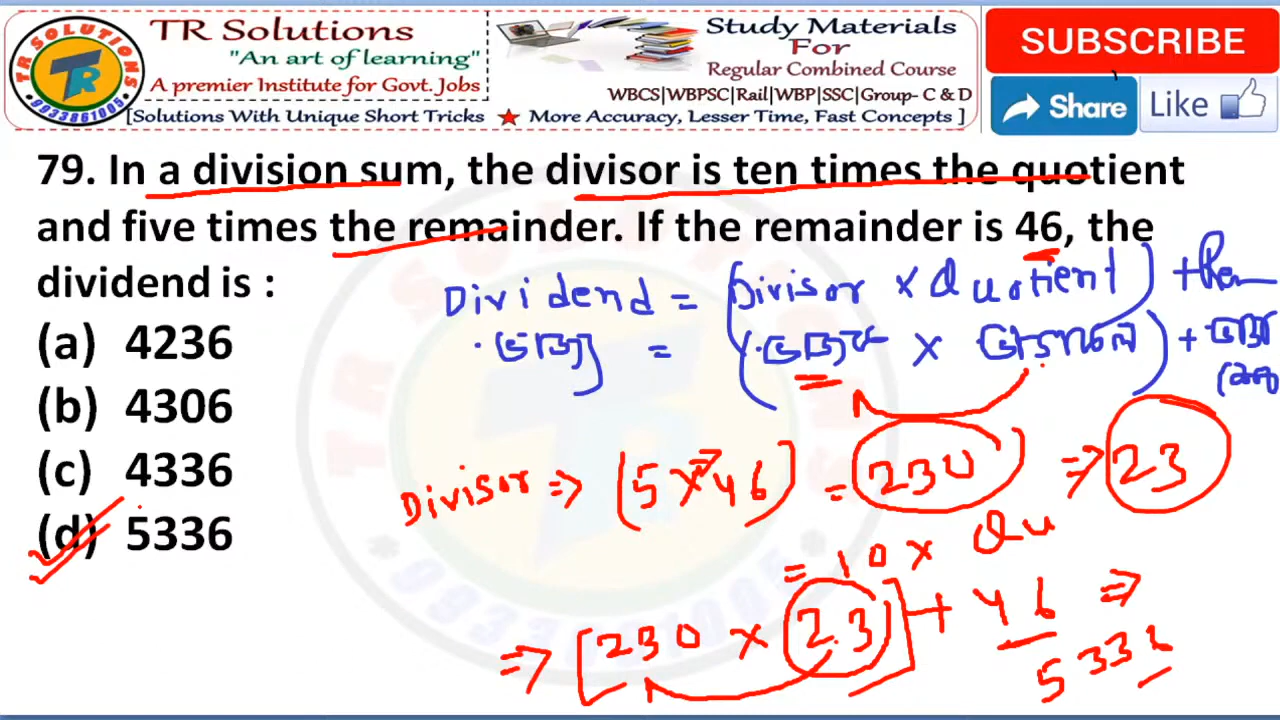 TR Solutions
"An art of learning"
A premier Institute for Govt. Jobs
Study Materials
For
Regular Combined Course
WBCS|WBPSC|Rail|WBP|SSC|Group- C & D
[Solutions With Unique Short Tricks ★ More Accuracy, Lesser Time, Fast Concepts ]
TR SOLUTIONS
TR
9933861005
SUBSCRIBE
Share
Like
79. In a division sum, the divisor is ten times the quotient
and five times the remainder. If the remainder is 46, the
dividend is :
(a) 4236
(b) 4306
(c) 4336
(d) 5336
Dividend = (Divisor × Quotient) +
Divisor ⇒ (5 × 46) = 230 ⇒ 23
= 10 × Qu
⇒ [230 × 23] + 46 ⇒
5336